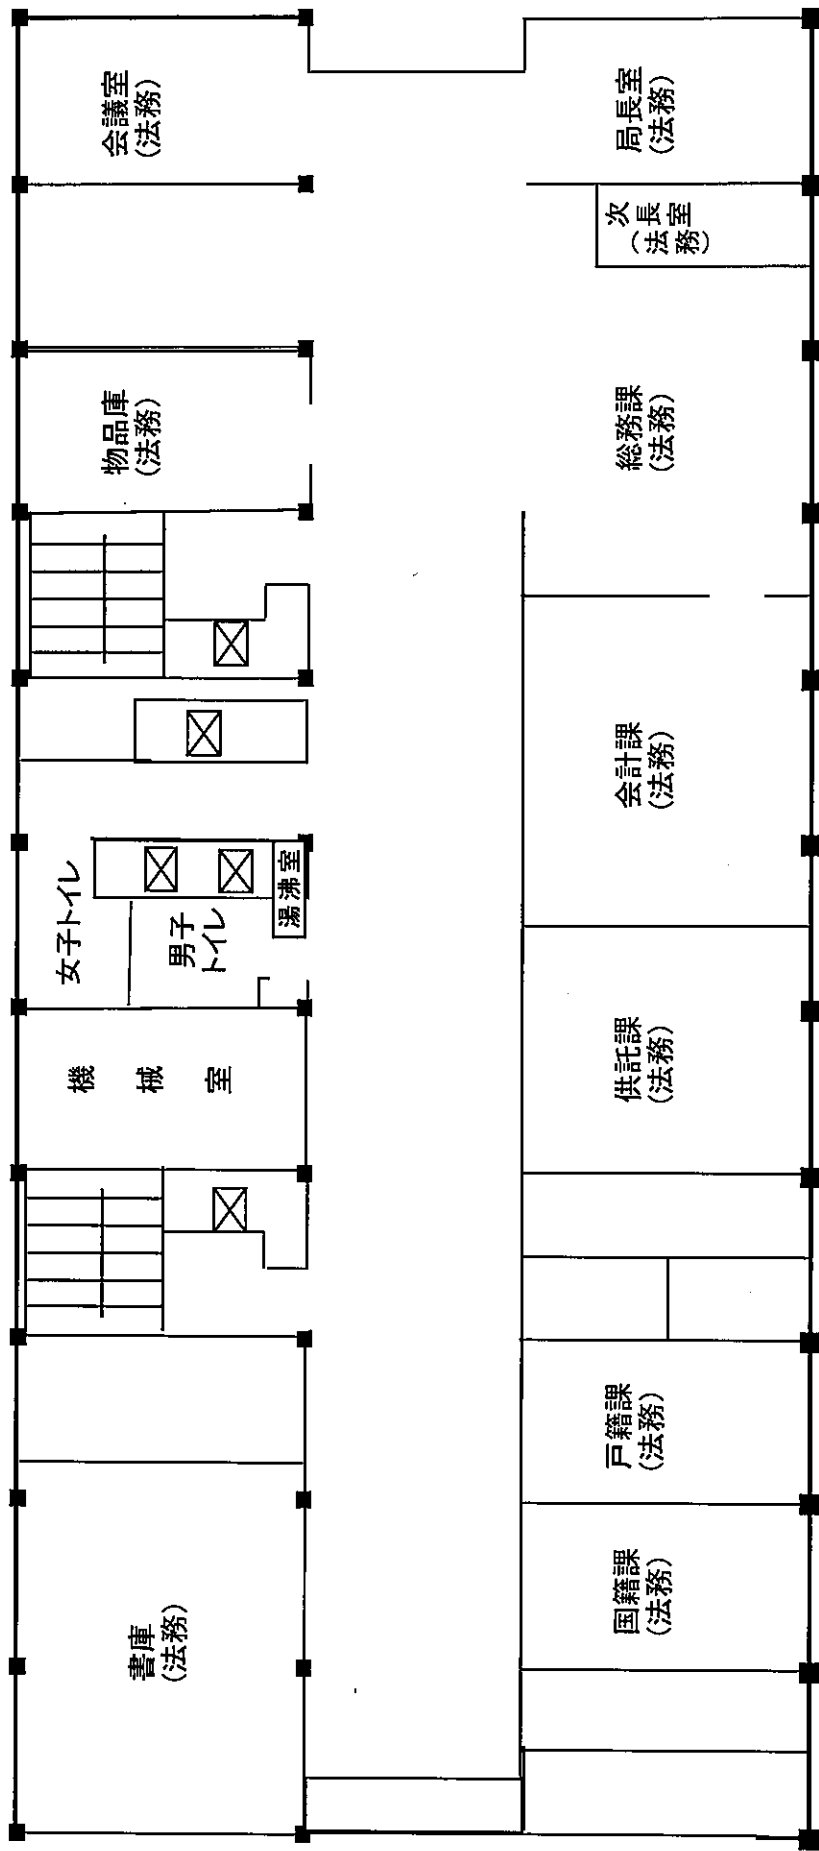 会議室
(法務)
物品庫
(法務)
女子トイレ
男子
トイレ
湯沸室
機械室
書庫
(法務)
局長室
(法務)
次長室
(法務)
総務課
(法務)
会計課
(法務)
供託課
(法務)
戸籍課
(法務)
国籍課
(法務)